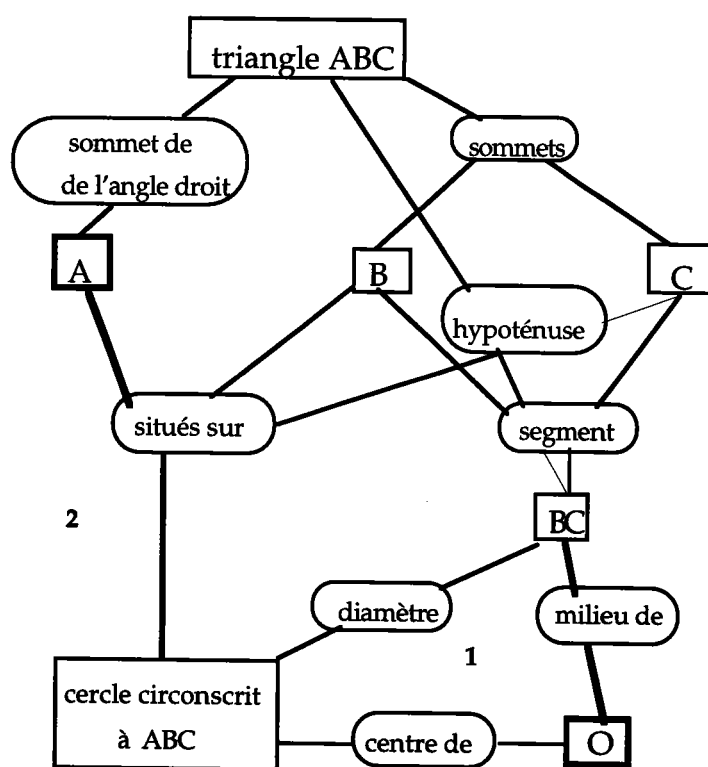 triangle ABC
sommet de
de l'angle droit
sommets
A
B
C
hypoténuse
situés sur
segment
2
BC
diamètre
milieu de
1
cercle circonscrit
à ABC
centre de
O